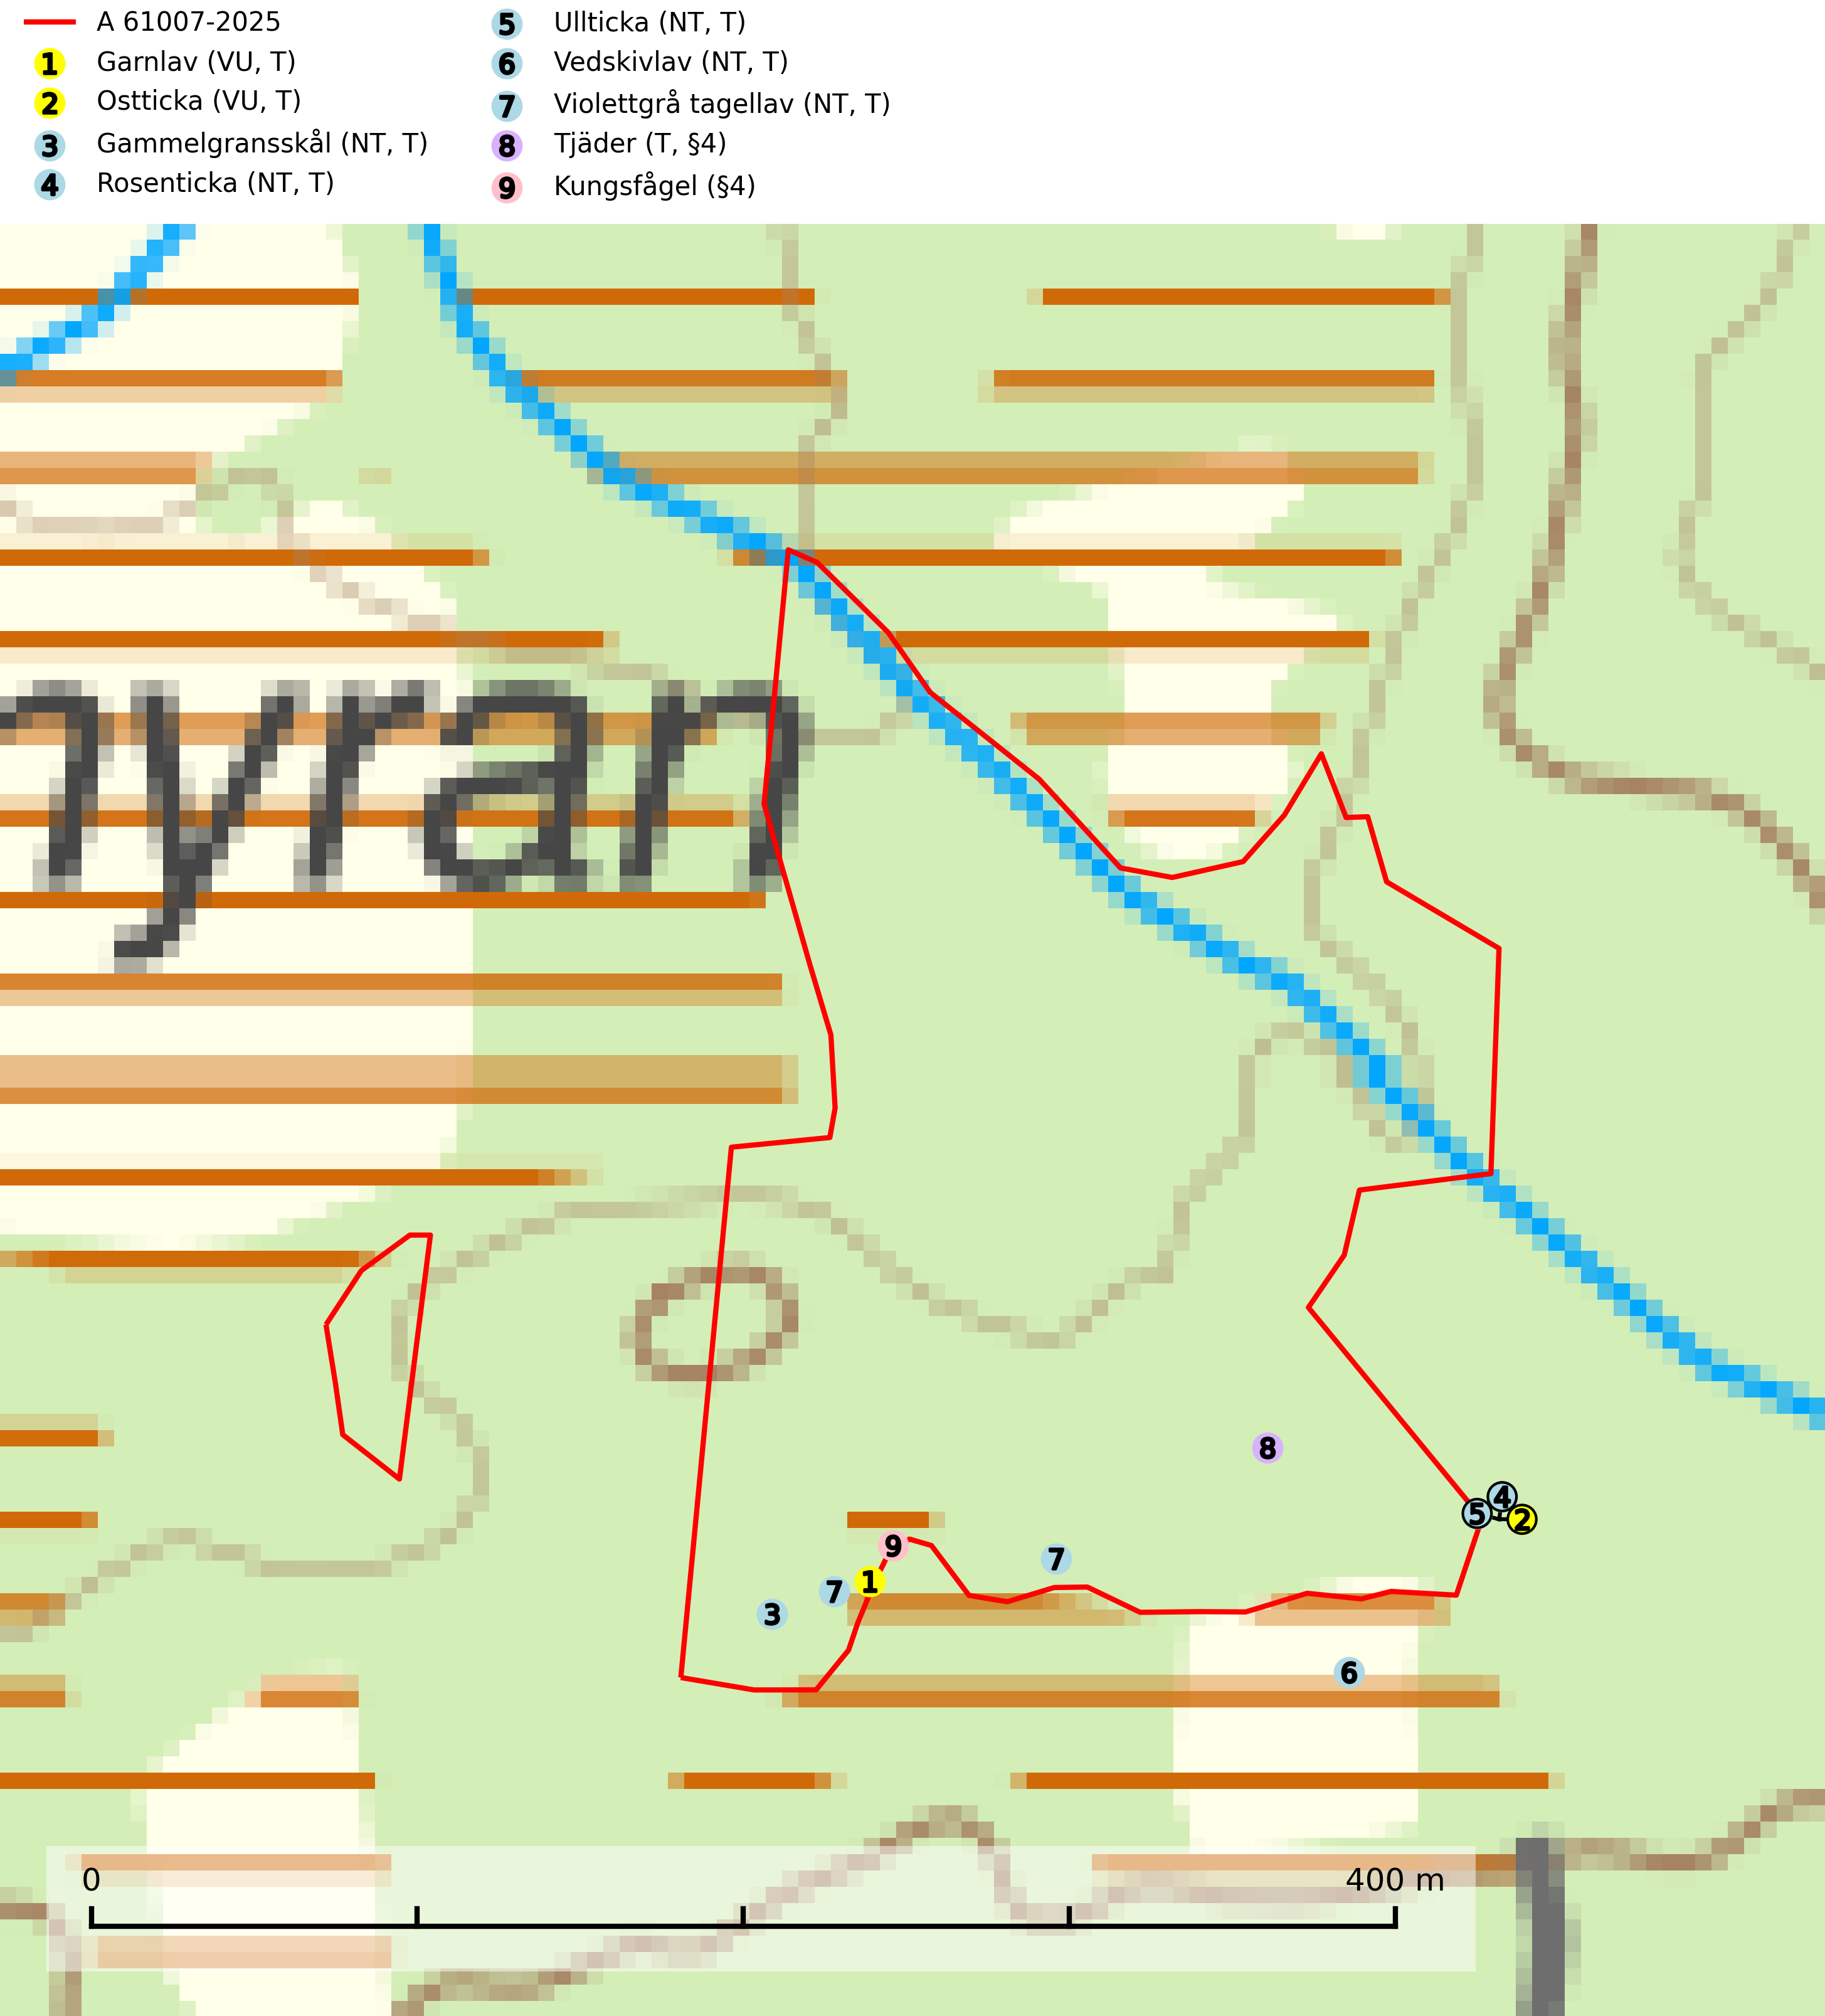 A 61007-2025
1 Garnlav (VU, T)
2 Ostticka (VU, T)
3 Gammelgransskål (NT, T)
4 Rosenticka (NT, T)
5 Ullticka (NT, T)
6 Vedskivlav (NT, T)
7 Violettgrå tagellav (NT, T)
8 Tjäder (T, §4)
9 Kungsfågel (§4)
8
4
5 2
9
7
1
7
3
6
0 400 m